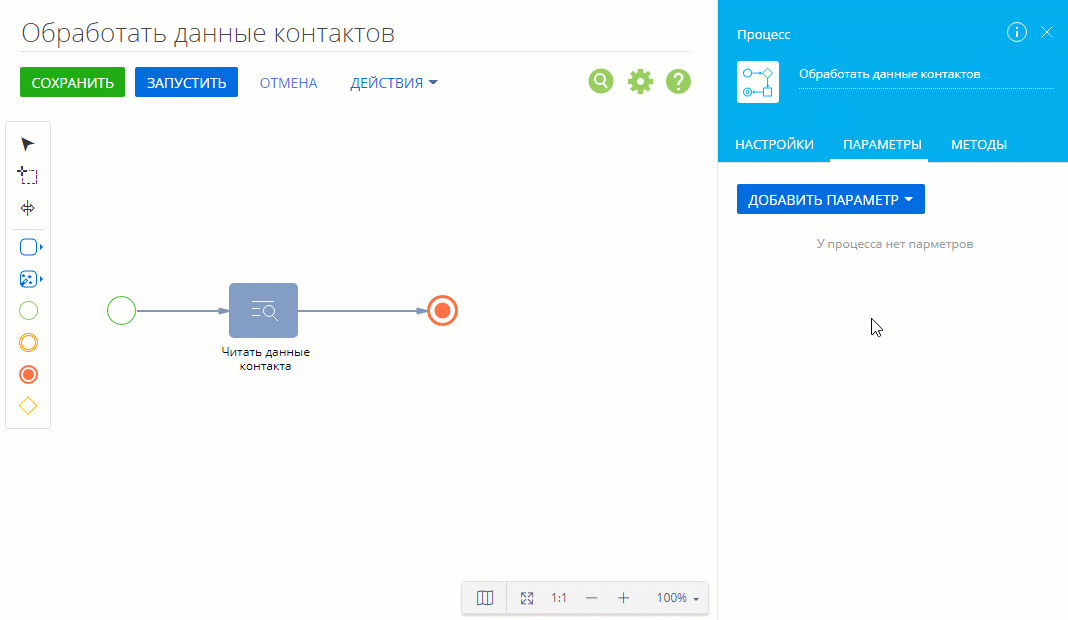 Обработать данные контактов
СОХРАНИТЬ
ЗАПУСТИТЬ
ОТМЕНА
ДЕЙСТВИЯ
?
Читать данные
контакта
1:1
100%
Процесс
i
Обработать данные контактов
НАСТРОЙКИ
ПАРАМЕТРЫ
МЕТОДЫ
ДОБАВИТЬ ПАРАМЕТР
У процесса нет парметров